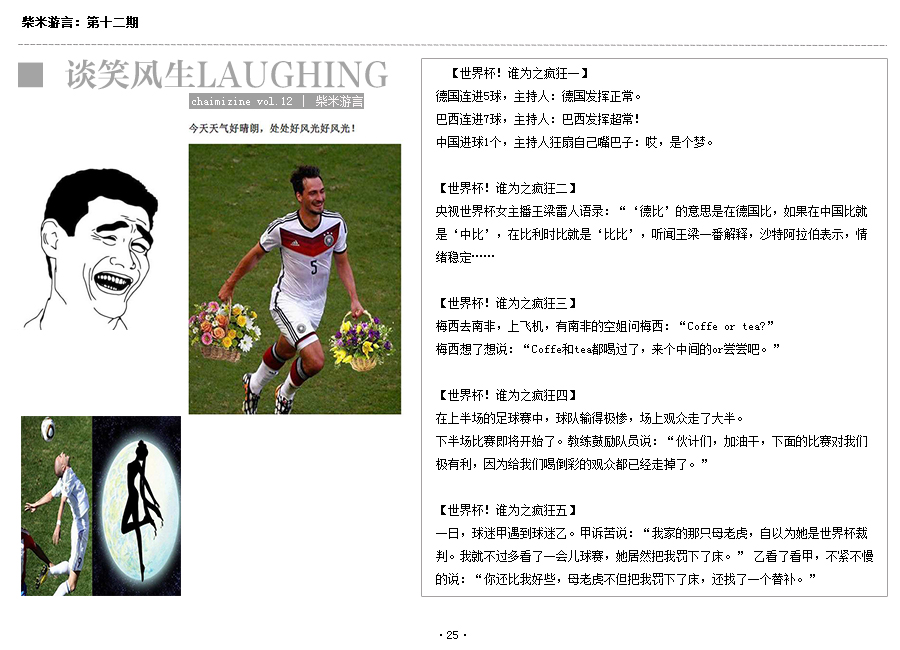 柴米游言：第十二期
谈笑风生LAUGHING
chaimizine vol.12 | 柴米游言
今天天气好晴朗，处处好风光好风光！
5
【世界杯！谁为之疯狂一】
德国连进5球，主持人：德国发挥正常。
巴西连进7球，主持人：巴西发挥超常！
中国进球1个，主持人狂扇自己嘴巴子：哎，是个梦。
【世界杯！谁为之疯狂二】
央视世界杯女主播王梁雷人语录：“‘德比’的意思是在德国比，如果在中国比就
是‘中比’，在比利时比就是‘比比’，听闻王梁一番解释，沙特阿拉伯表示，情
绪稳定……
【世界杯！谁为之疯狂三】
梅西去南非，上飞机，有南非的空姐问梅西：“Coffe or tea?”
梅西想了想说：“Coffe和tea都喝过了，来个中间的or尝尝吧。”
【世界杯！谁为之疯狂四】
在上半场的足球赛中，球队输得极惨，场上观众走了大半。
下半场比赛即将开始了。教练鼓励队员说：“伙计们，加油干，下面的比赛对我们
极有利，因为给我们喝倒彩的观众都已经走掉了。”
【世界杯！谁为之疯狂五】
一日，球迷甲遇到球迷乙。甲诉苦说：“我家的那只母老虎，自以为她是世界杯裁
判。我就不过多看了一会儿球赛，她居然把我罚下了床。” 乙看了看甲，不紧不慢
的说：“你还比我好些，母老虎不但把我罚下了床，还找了一个替补。”
·25·